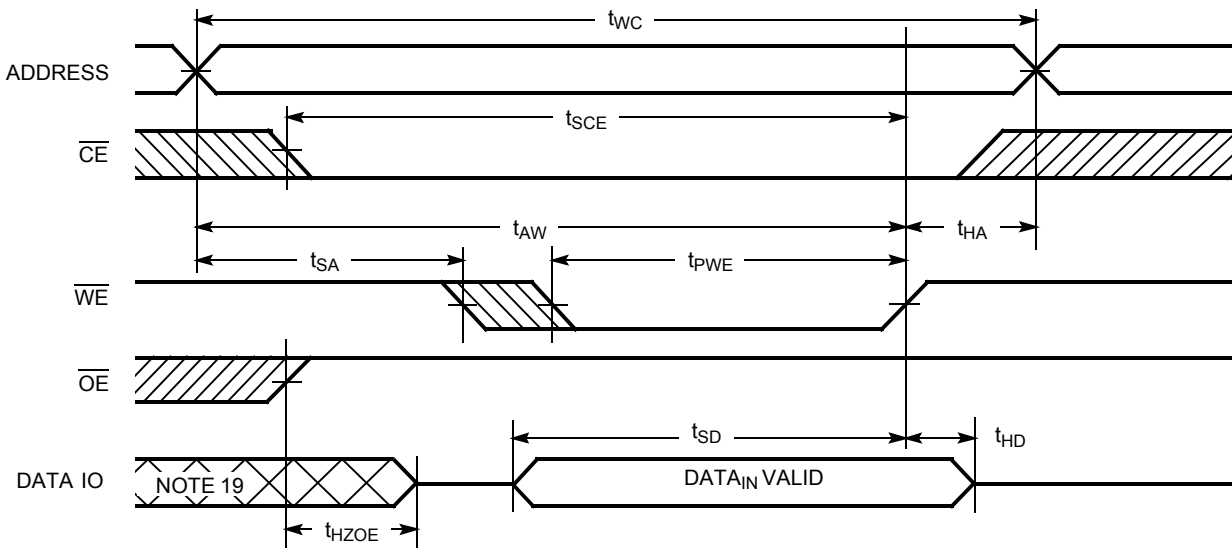 tWC
ADDRESS
tSCE
CE
tAW
tHA
tSA
tPWE
WE
OE
tSD
tHD
DATA IO
NOTE 19
DATAIN VALID
tHZOE